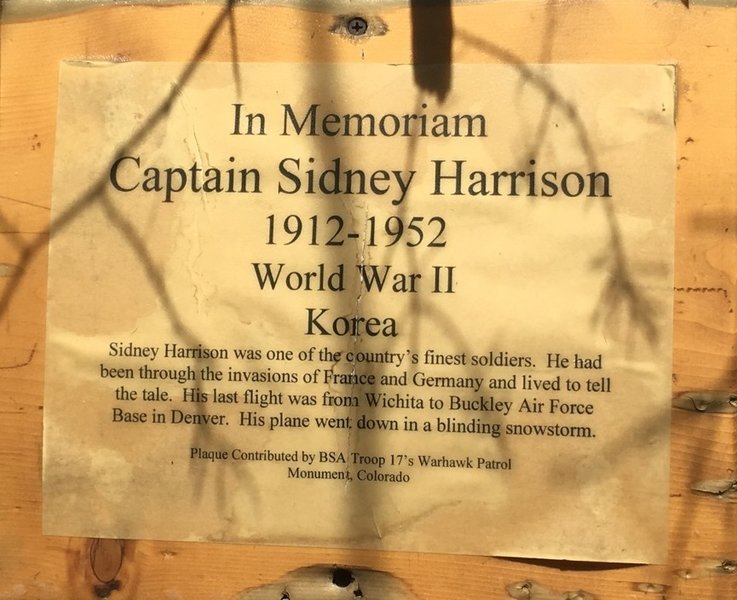 In Memoriam
Captain Sidney Harrison
1912-1952
World War II
Korea
Sidney Harrison was one of the country's finest soldiers.  He had
been through the invasions of France and Germany and lived to tell
the tale.  His last flight was from Wichita to Buckley Air Force
Base in Denver.  His plane went down in a blinding snowstorm.
Plaque Contributed by BSA Troop 17's Warhawk Patrol
Monument, Colorado